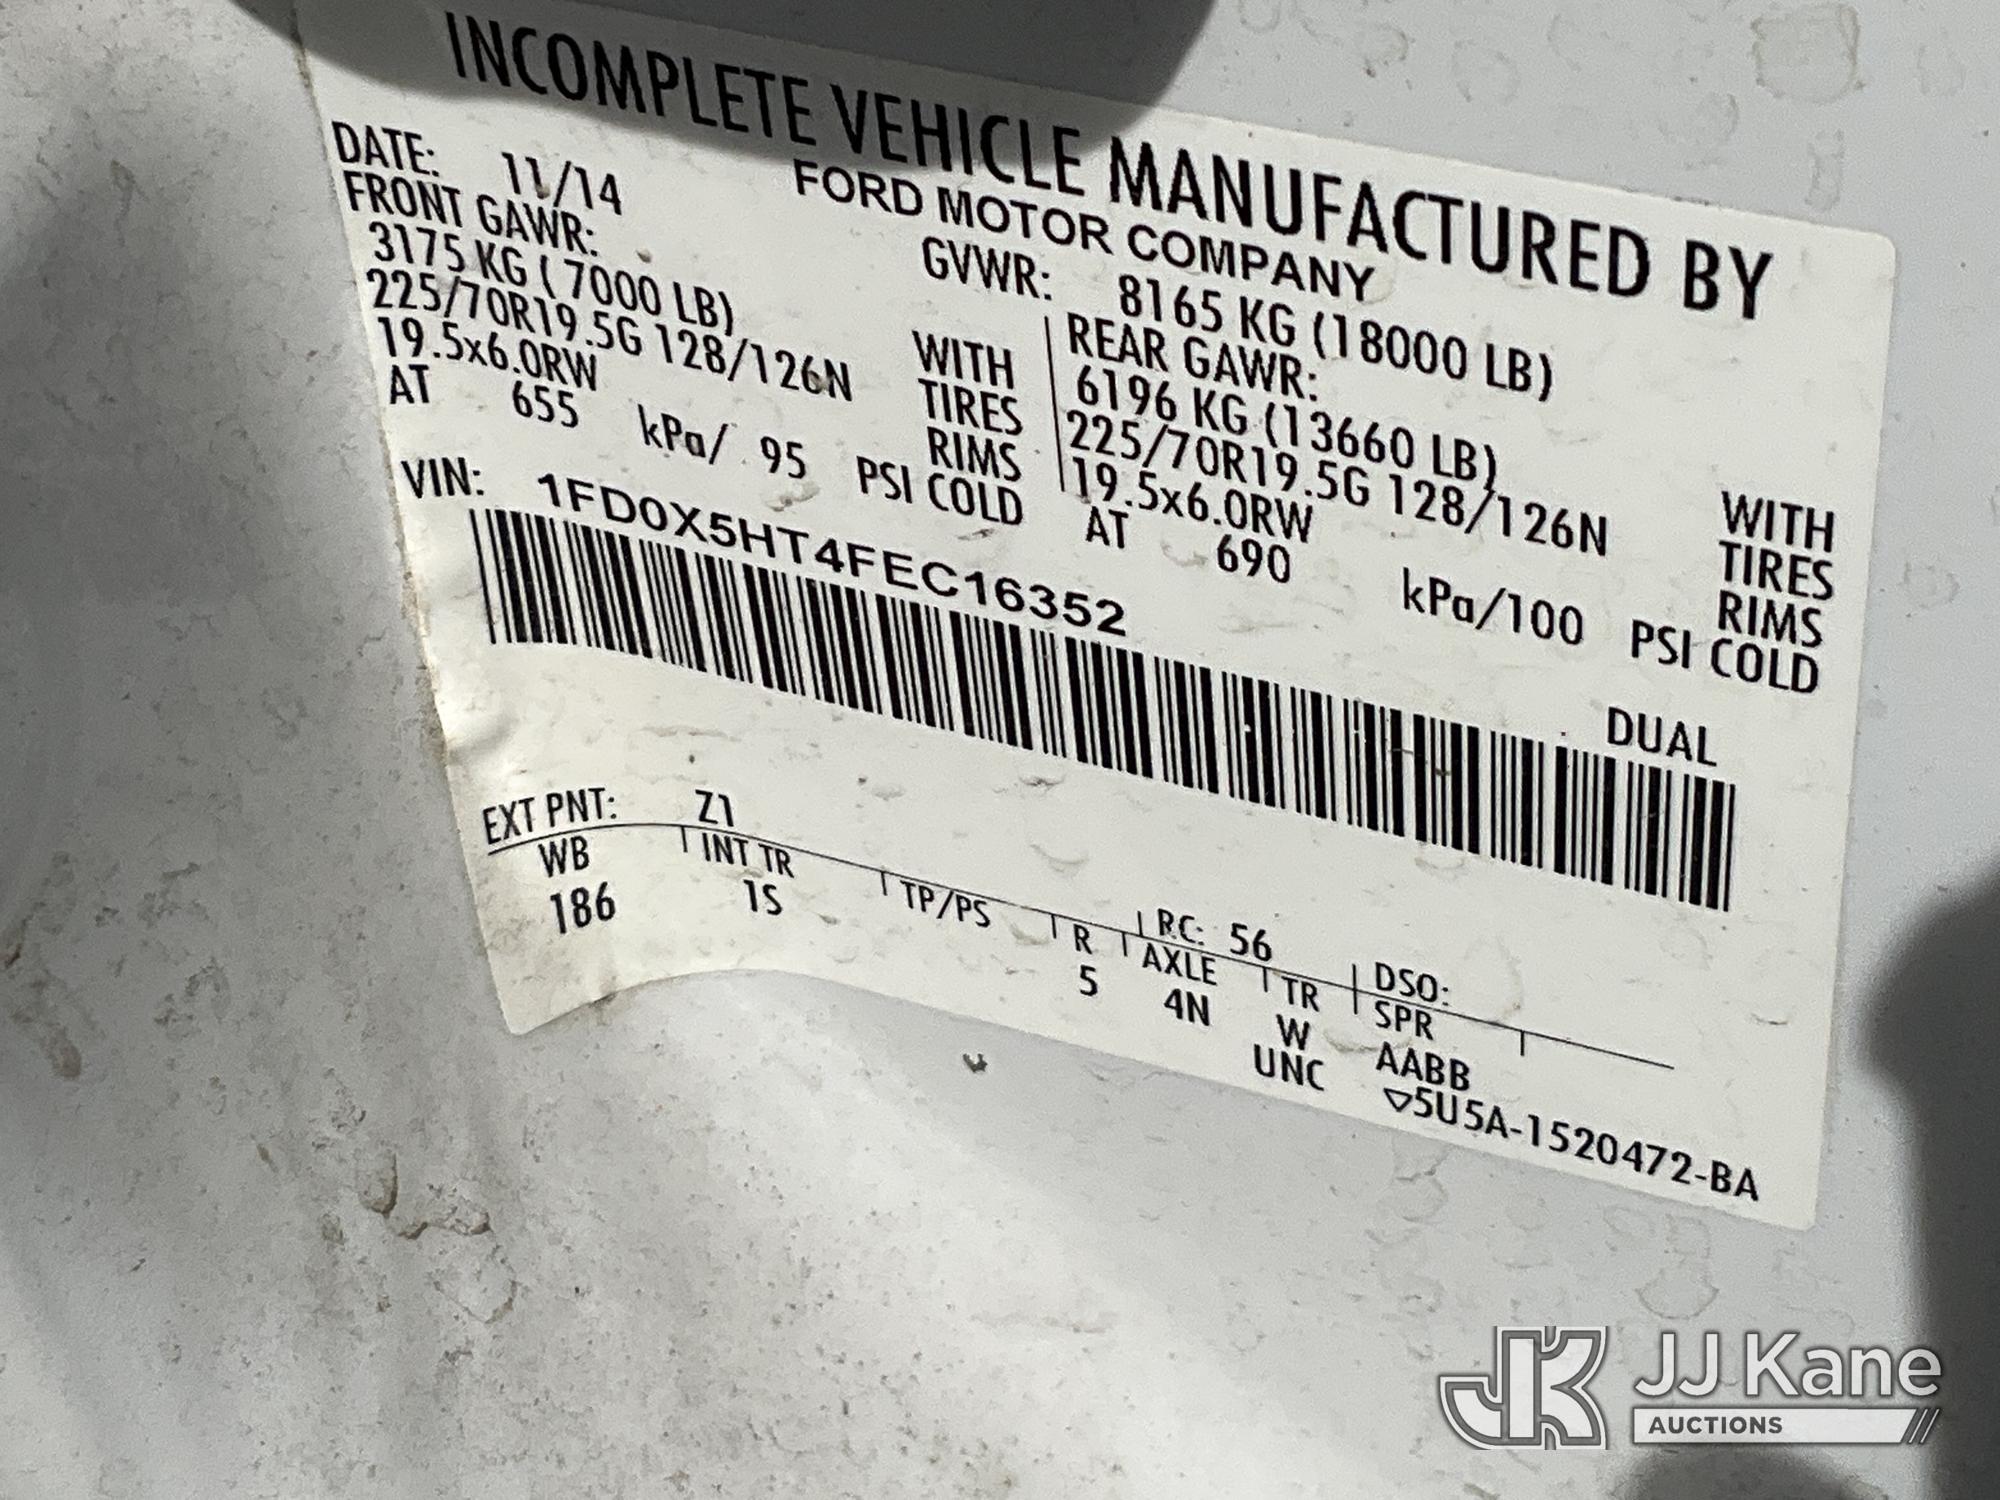 INCOMPLETE VEHICLE MANUFACTURED BY
FORD MOTOR COMPANY
DATE: 11/14
GVWR: 8165 KG (18000 LB)
FRONT GAWR:
3175 KG ( 7000 LB) WITH
225/70R19.5G 128/126N TIRES
19.5x6.0RW RIMS
AT 655 kPa/ 95 PSI COLD
REAR GAWR:
6196 KG (13660 LB) WITH
225/70R19.5G 128/126N TIRES
19.5x6.0RW RIMS
AT 690 kPa/100 PSI COLD
VIN: 1FD0X5HT4FEC16352
DUAL
EXT PNT: Z1 RC: 56 DSO:
WB INT TR TP/PS R AXLE TR SPR
186 1S 5 4N W AABB
UNC ▽5U5A-1520472-BA
JK JJ Kane
AUCTIONS